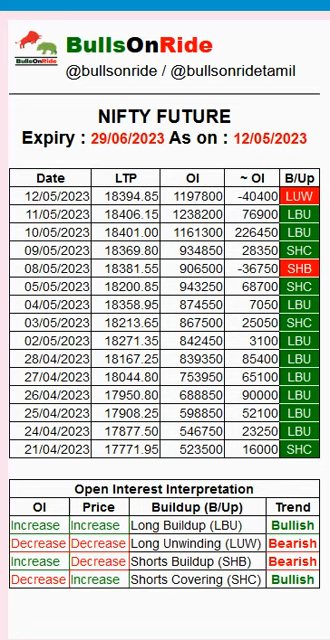 BullsOnRide
BullsOnRide
@bullsonride / @bullsonridetamil
NIFTY FUTURE
Expiry : 29/06/2023 As on : 12/05/2023
Date LTP OI ~ OI B/Up
12/05/2023 18394.85 1197800 -40400 LUW
11/05/2023 18406.15 1238200 76900 LBU
10/05/2023 18401.00 1161300 226450 LBU
09/05/2023 18369.80 934850 28350 SHC
08/05/2023 18381.55 906500 -36750 SHB
05/05/2023 18200.85 943250 68700 SHC
04/05/2023 18358.95 874550 7050 LBU
03/05/2023 18213.65 867500 25050 SHC
02/05/2023 18271.35 842450 3100 LBU
28/04/2023 18167.25 839350 85400 LBU
27/04/2023 18044.80 753950 65100 LBU
26/04/2023 17950.80 688850 90000 LBU
25/04/2023 17908.25 598850 52100 LBU
24/04/2023 17877.50 546750 23250 LBU
21/04/2023 17771.95 523500 16000 SHC
Open Interest Interpretation
OI Price Buildup (B/Up) Trend
Increase Increase Long Buildup (LBU) Bullish
Decrease Decrease Long Unwinding (LUW) Bearish
Increase Decrease Shorts Buildup (SHB) Bearish
Decrease Increase Shorts Covering (SHC) Bullish